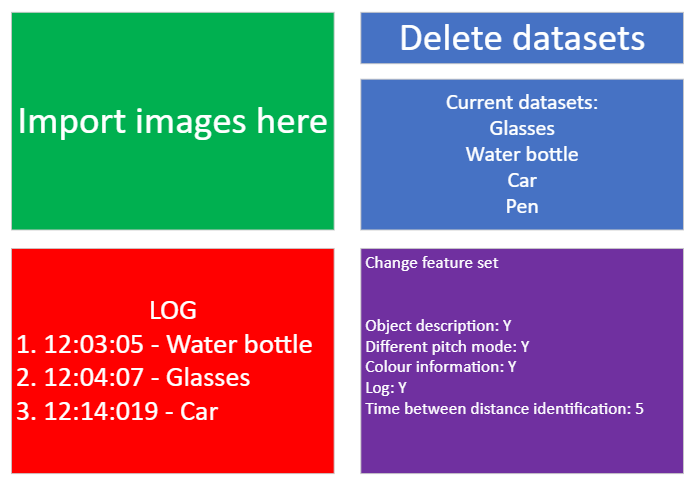 Import images here
Delete datasets
Current datasets:
Glasses
Water bottle
Car
Pen
LOG
1. 12:03:05 - Water bottle
2. 12:04:07 - Glasses
3. 12:14:019 - Car
Change feature set
Object description: Y
Different pitch mode: Y
Colour information: Y
Log: Y
Time between distance identification: 5